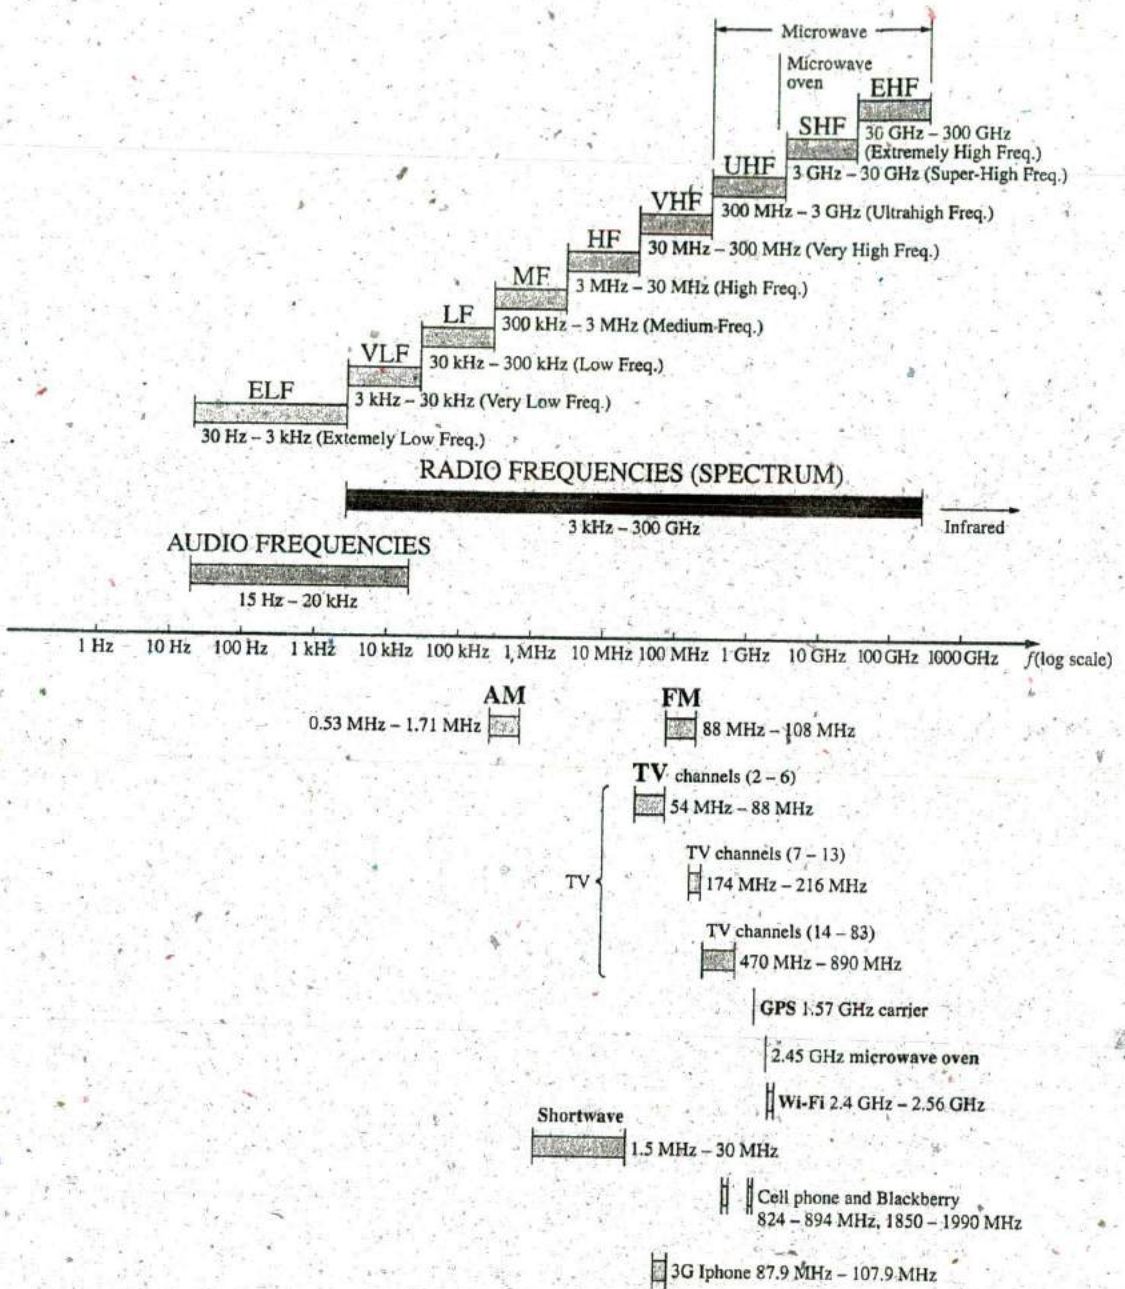 Microwave
Microwave
oven
EHF
30 GHz – 300 GHz
(Extremely High Freq.)
SHF
3 GHz – 30 GHz (Super-High Freq.)
UHF
300 MHz – 3 GHz (Ultrahigh Freq.)
VHF
30 MHz – 300 MHz (Very High Freq.)
HF
3 MHz – 30 MHz (High Freq.)
MF
300 kHz – 3 MHz (Medium Freq.)
LF
30 kHz – 300 kHz (Low Freq.)
VLF
3 kHz – 30 kHz (Very Low Freq.)
ELF
30 Hz – 3 kHz (Extemely Low Freq.)
RADIO FREQUENCIES (SPECTRUM)
3 kHz – 300 GHz
Infrared
AUDIO FREQUENCIES
15 Hz – 20 kHz
1 Hz 10 Hz 100 Hz 1 kHz 10 kHz 100 kHz 1 MHz 10 MHz 100 MHz 1 GHz 10 GHz 100 GHz 1000 GHz f(log scale)
AM
0.53 MHz – 1.71 MHz
FM
88 MHz – 108 MHz
TV channels (2 – 6)
54 MHz – 88 MHz
TV channels (7 – 13)
TV
174 MHz – 216 MHz
TV channels (14 – 83)
470 MHz – 890 MHz
GPS 1.57 GHz carrier
2.45 GHz microwave oven
Wi-Fi 2.4 GHz – 2.56 GHz
Shortwave
1.5 MHz – 30 MHz
Cell phone and Blackberry
824 – 894 MHz, 1850 – 1990 MHz
3G Iphone 87.9 MHz – 107.9 MHz